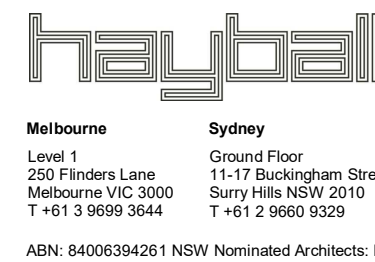 hayball
Melbourne Sydney
Level 1 Ground Floor
250 Flinders Lane 11-17 Buckingham Stre
Melbourne VIC 3000 Surry Hills NSW 2010
T +61 3 9699 3644 T +61 2 9660 9329
ABN: 84006394261 NSW Nominated Architects: